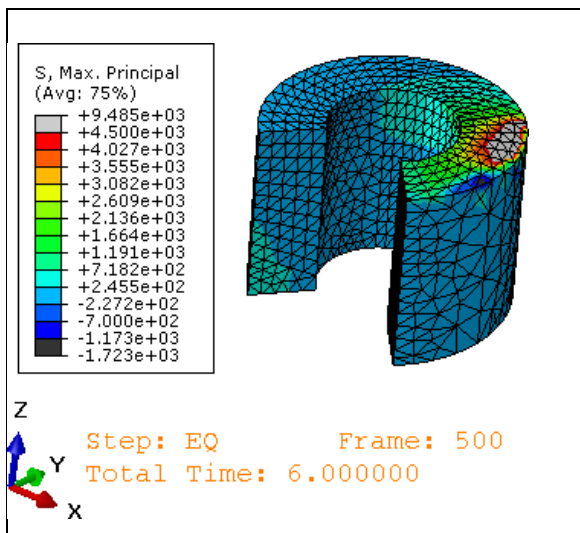 S, Max. Principal
(Avg: 75%)
+9.485e+03
+4.500e+03
+4.027e+03
+3.555e+03
+3.082e+03
+2.609e+03
+2.136e+03
+1.664e+03
+1.191e+03
+7.182e+02
+2.455e+02
-2.272e+02
-7.000e+02
-1.173e+03
-1.723e+03
Z
Y
X
Step: EQ Frame: 500
Total Time: 6.000000